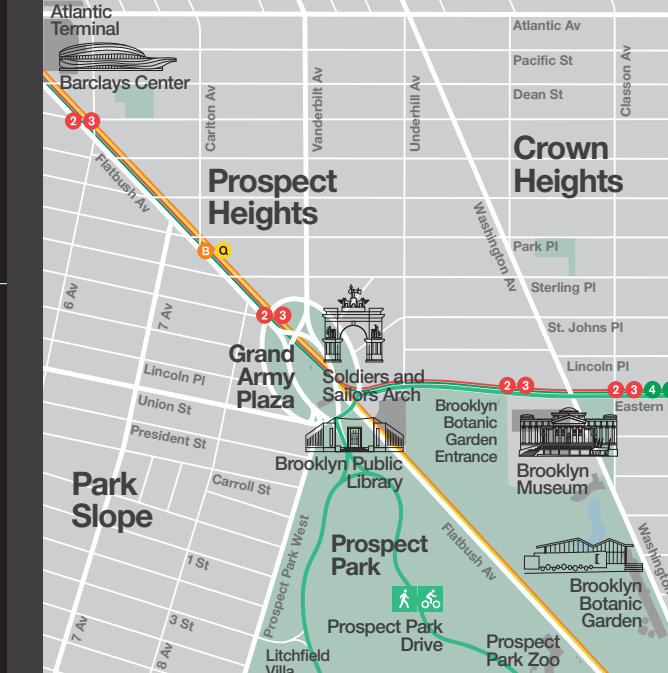 Atlantic
Terminal
Barclays Center
Atlantic Av
Pacific St
Dean St
Classon Av
Carlton Av
Vanderbilt Av
Underhill Av
2 3
Flatbush Av
Crown
Heights
Prospect
Heights
Washington Av
Park Pl
B Q
Sterling Pl
6 Av
7 Av
2 3
St. Johns Pl
Grand
Army
Plaza
Soldiers and
Sailors Arch
Lincoln Pl
Lincoln Pl
2 3
2 3 4
Eastern
Union St
President St
Brooklyn
Botanic
Garden
Entrance
Brooklyn Public
Library
Brooklyn
Museum
Park
Slope
Carroll St
Prospect Park West
Prospect
Park
Flatbush Av
Washington
1 St
Brooklyn
Botanic
Garden
3 St
7 Av
8 Av
Prospect Park
Drive
Prospect
Park Zoo
Litchfield
Villa